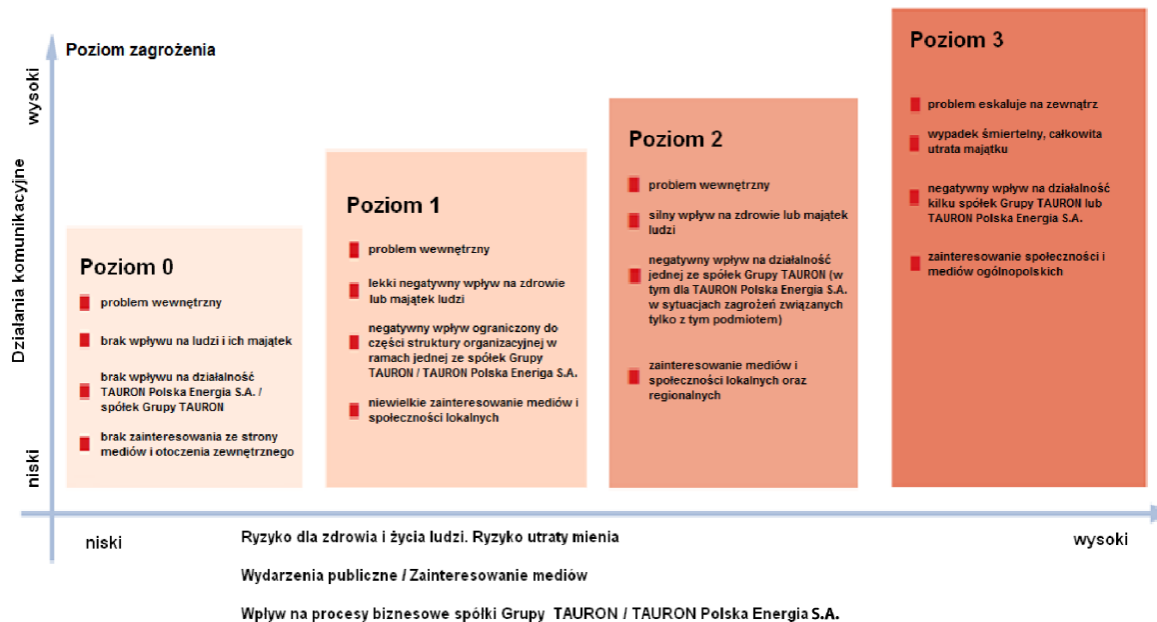 Poziom zagrożenia
wysoki
Działania komunikacyjne
niski
Poziom 0
problem wewnętrzny
brak wpływu na ludzi i ich majątek
brak wpływu na działalność
TAURON Polska Energia S.A. /
spółek Grupy TAURON
brak zainteresowania ze strony
mediów i otoczenia zewnętrznego
Poziom 1
problem wewnętrzny
lekki negatywny wpływ na zdrowie
lub majątek ludzi
negatywny wpływ ograniczony do
części struktury organizacyjnej w
ramach jednej ze spółek Grupy
TAURON / TAURON Polska Eneriga S.A.
niewielkie zainteresowanie mediów i
społeczności lokalnych
Poziom 2
problem wewnętrzny
silny wpływ na zdrowie lub majątek
ludzi
negatywny wpływ na działalność
jednej ze spółek Grupy TAURON (w
tym dla TAURON Polska Energia S.A.
w sytuacjach zagrożeń związanych
tylko z tym podmiotem)
zainteresowanie mediów i
społeczności lokalnych oraz
regionalnych
Poziom 3
problem eskaluje na zewnątrz
wypadek śmiertelny, całkowita
utrata majątku
negatywny wpływ na działalność
kilku spółek Grupy TAURON lub
TAURON Polska Energia S.A.
zainteresowanie społeczności i
mediów ogólnopolskich
niski
wysoki
Ryzyko dla zdrowia i życia ludzi. Ryzyko utraty mienia
Wydarzenia publiczne / Zainteresowanie mediów
Wpływ na procesy biznesowe spólki Grupy TAURON / TAURON Polska Energia S.A.